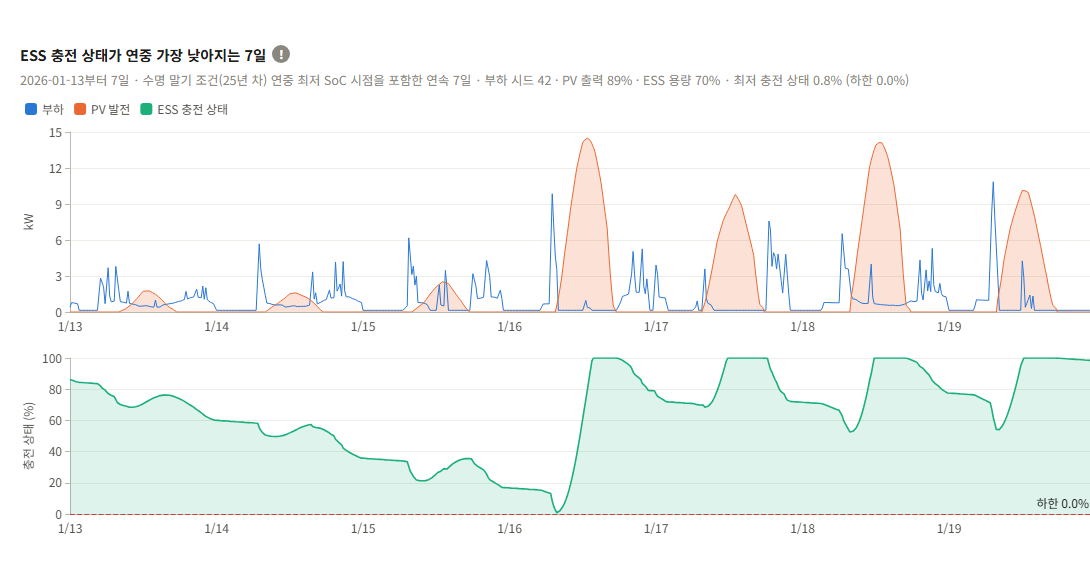 ESS 충전 상태가 연중 가장 낮아지는 7일 !
2026-01-13부터 7일 · 수명 말기 조건(25년 차) 연중 최저 SoC 시점을 포함한 연속 7일 · 부하 시드 42 · PV 출력 89% · ESS 용량 70% · 최저 충전 상태 0.8% (하한 0.0%)
부하 PV 발전 ESS 충전 상태
kW
15
12
9
6
3
0
1/13 1/14 1/15 1/16 1/17 1/18 1/19
충전 상태 (%)
100
80
60
40
20
0
하한 0.0%
1/13 1/14 1/15 1/16 1/17 1/18 1/19